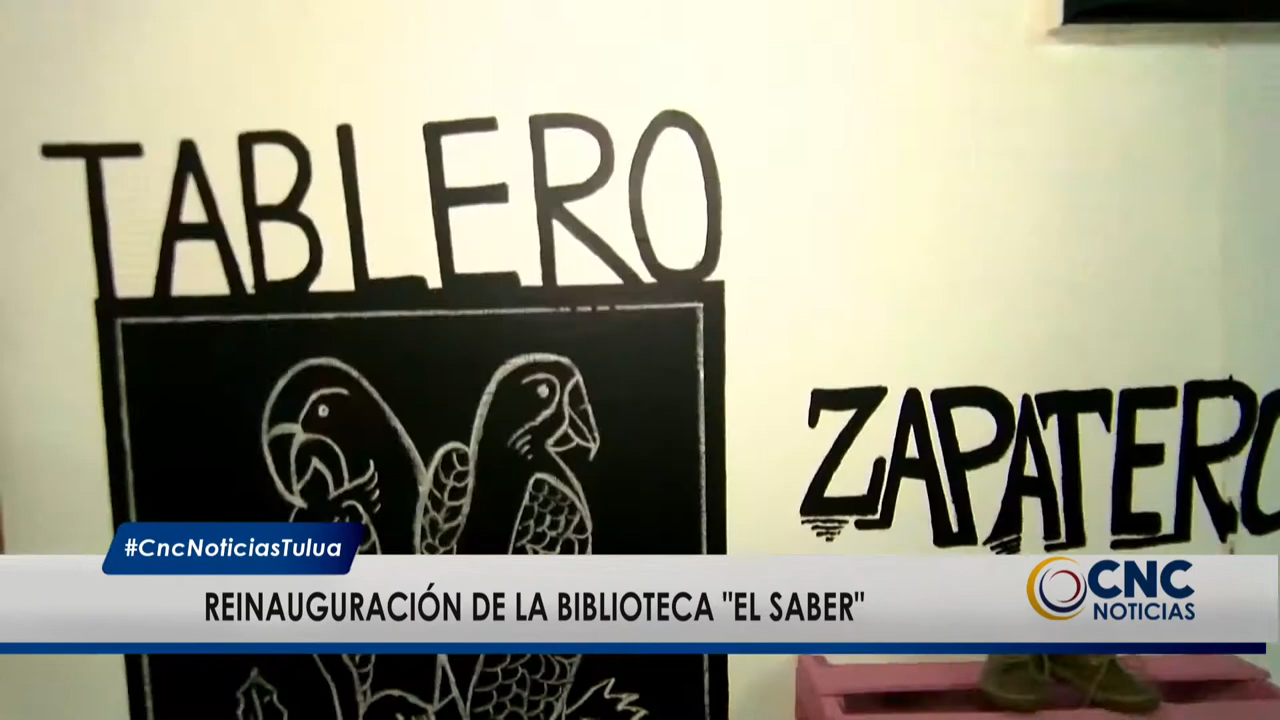 TABLERO
ZAPATERO
#CncNoticiasTulua
REINAUGURACIÓN DE LA BIBLIOTECA "EL SABER"
CNC
NOTICIAS